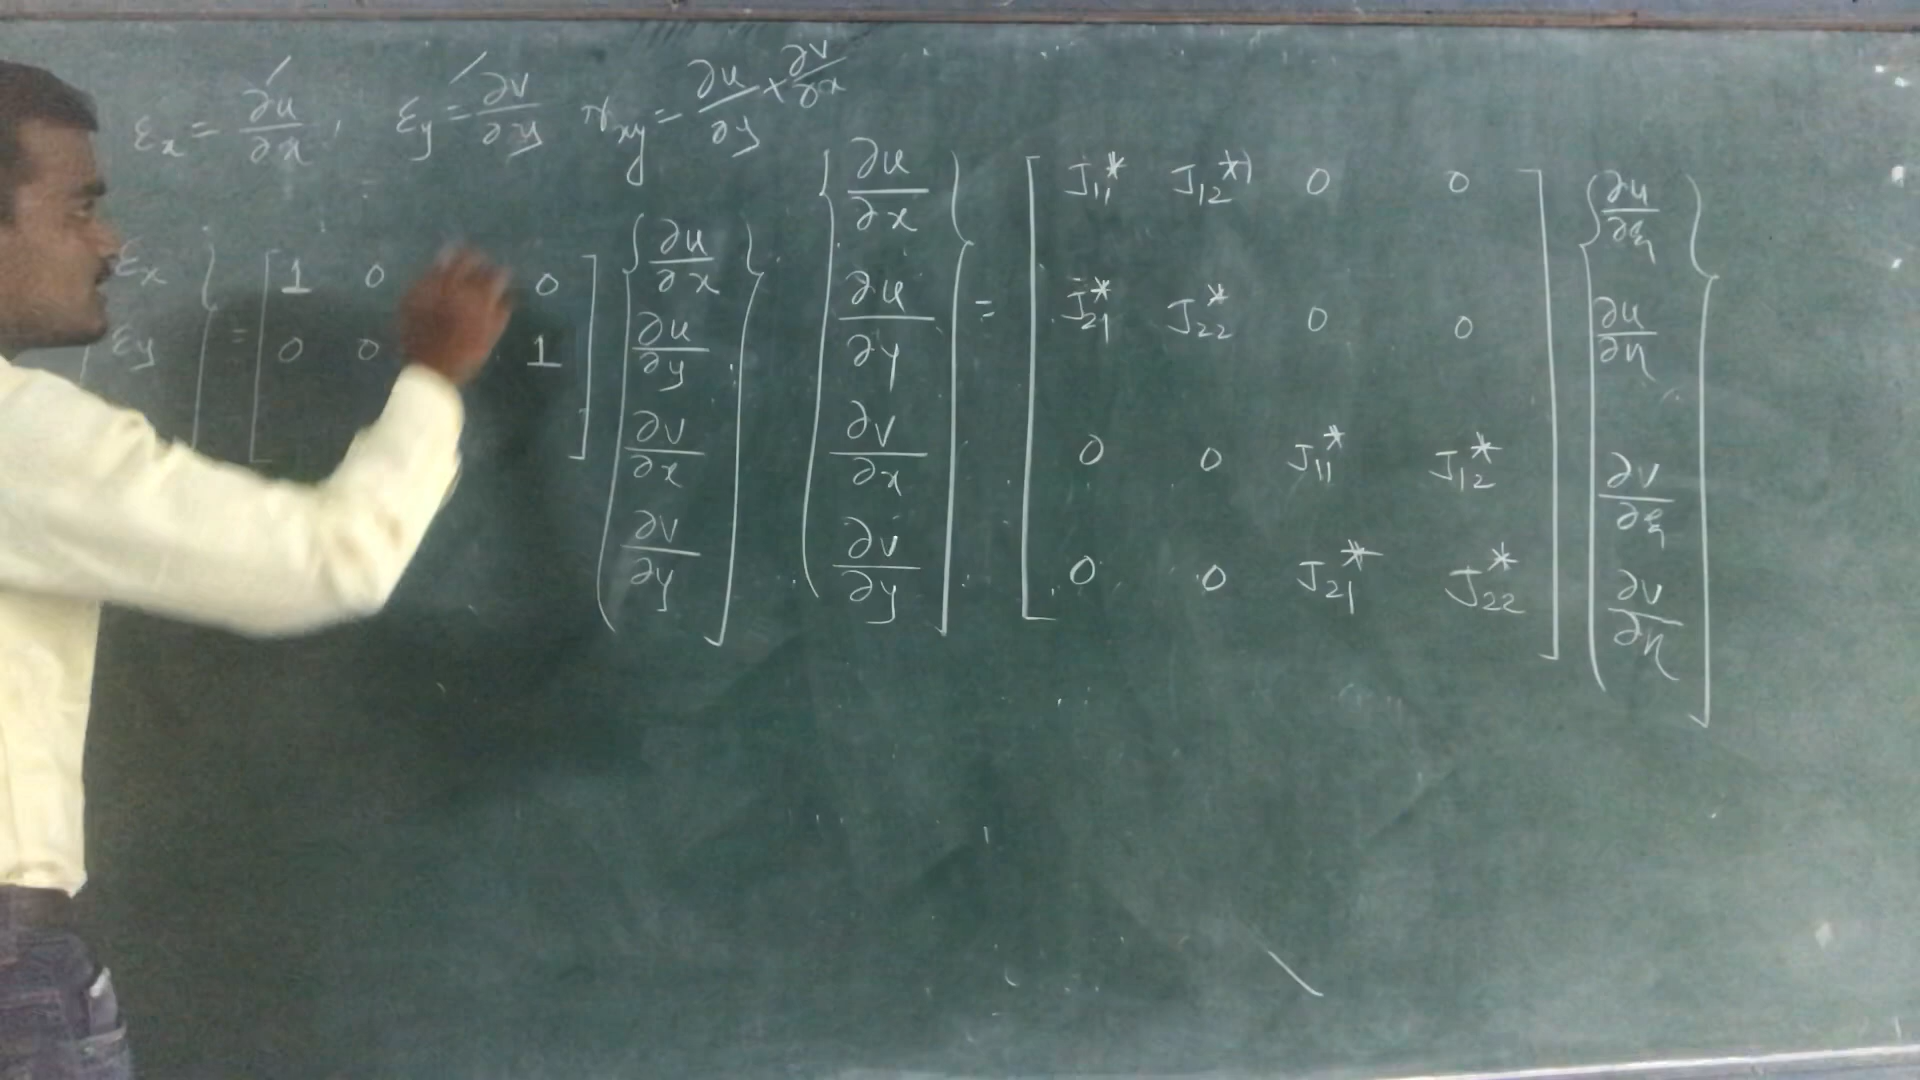 εx = ∂u/∂x , εy = ∂v/∂y γxy = ∂u/∂y + ∂v/∂x
{ εx εy } = [ 1 0 0
0 0 1 ] { ∂u/∂x ∂u/∂y ∂v/∂x ∂v/∂y }
{ ∂u/∂x ∂u/∂y ∂v/∂x ∂v/∂y } = [ J11* J12* 0 0
J21* J22* 0 0
0 0 J11* J12*
0 0 J21* J22* ] { ∂u/∂ξ ∂u/∂η ∂v/∂ξ ∂v/∂η }